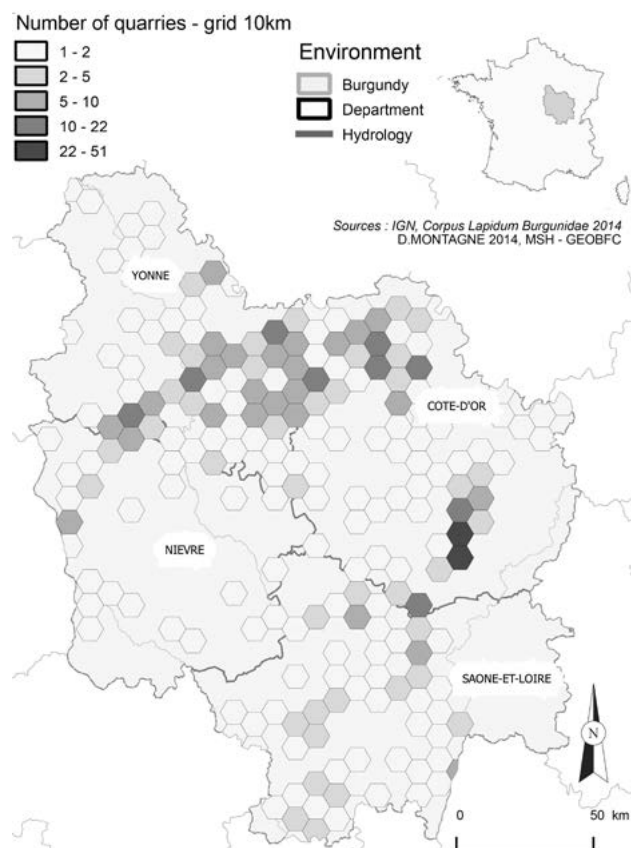 Number of quarries - grid 10km
1 - 2
2 - 5
5 - 10
10 - 22
22 - 51
Environment
Burgundy
Department
Hydrology
Sources : IGN, Corpus Lapidum Burgunidae 2014
D.MONTAGNE 2014, MSH - GEOBFC
YONNE
COTE-D'OR
NIEVRE
SAONE-ET-LOIRE
N
0 50 km